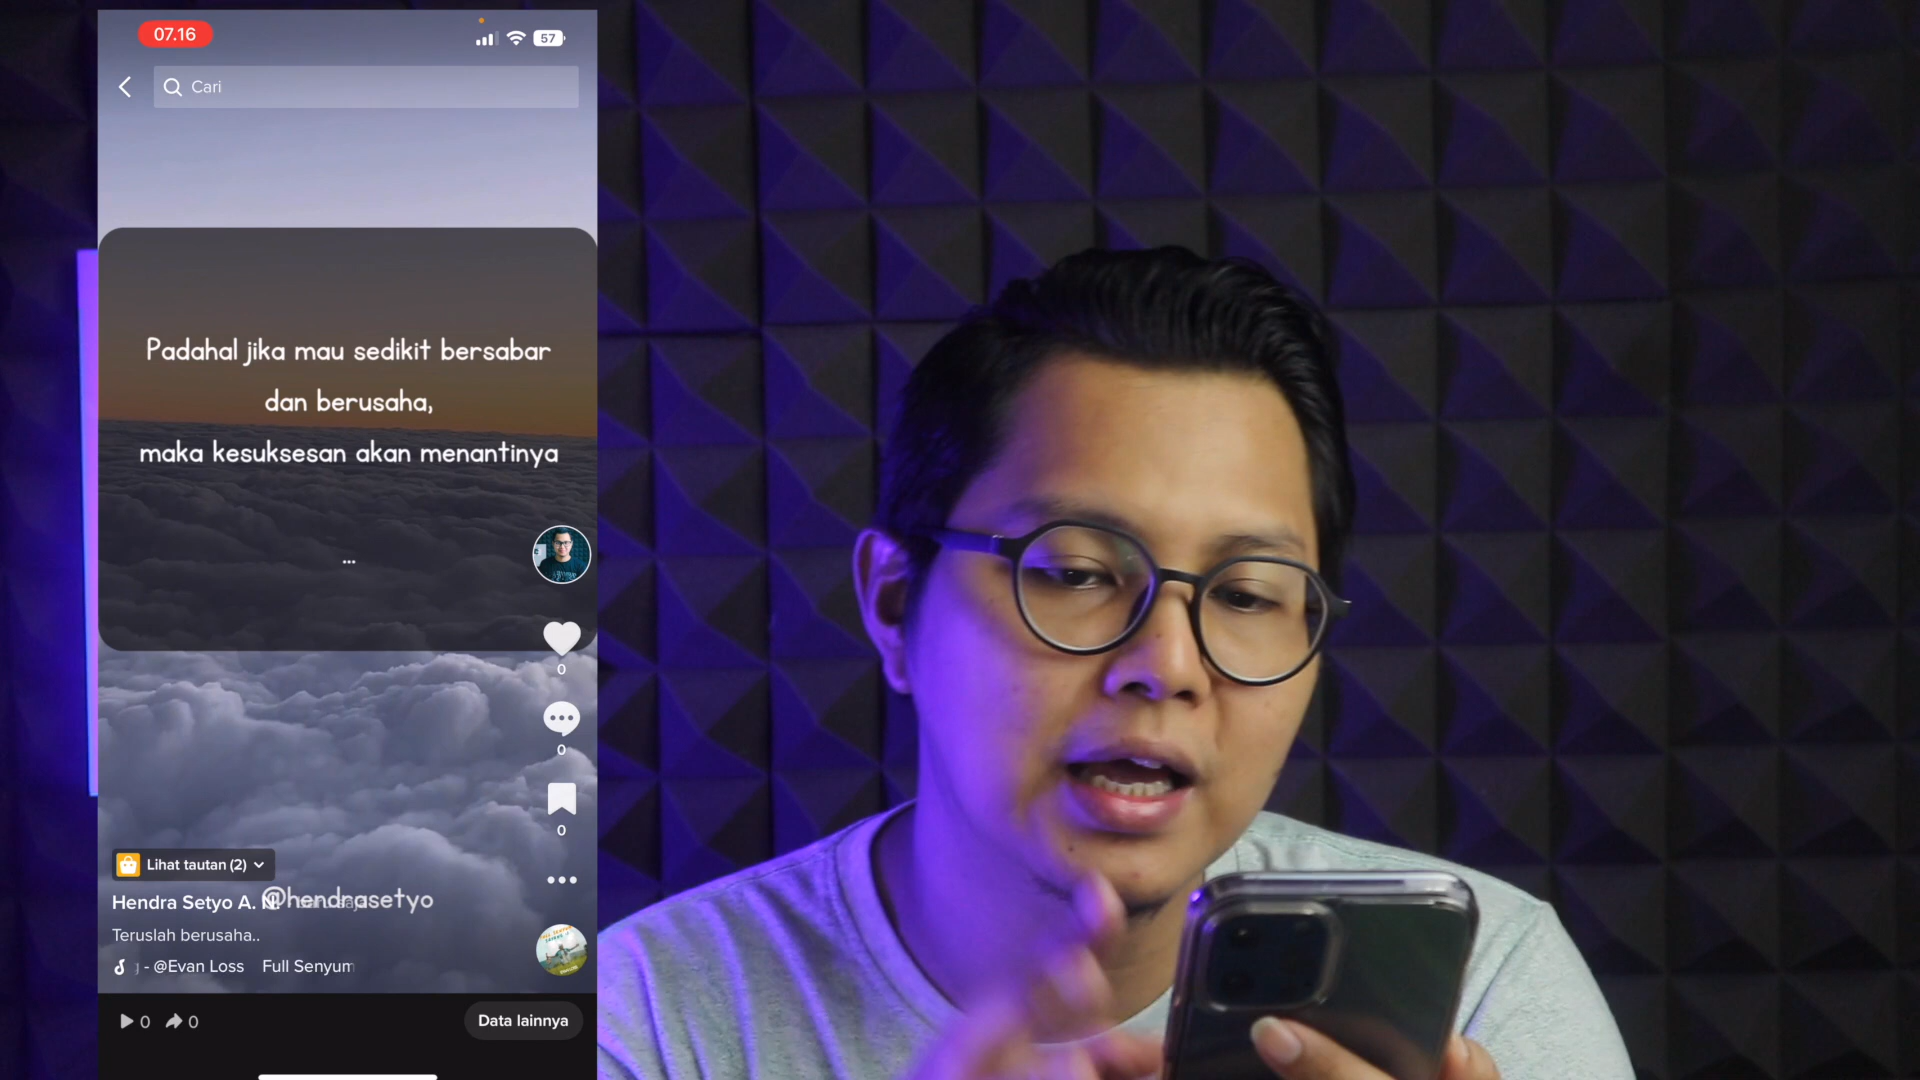 07.16
57
Cari
Padahal jika mau sedikit bersabar
dan berusaha,
maka kesuksesan akan menantinya
...
0
0
0
Lihat tautan (2)
Hendra Setyo A. N
@hendrasetyo
Teruslah berusaha..
- @Evan Loss Full Senyum
0 0
Data lainnya